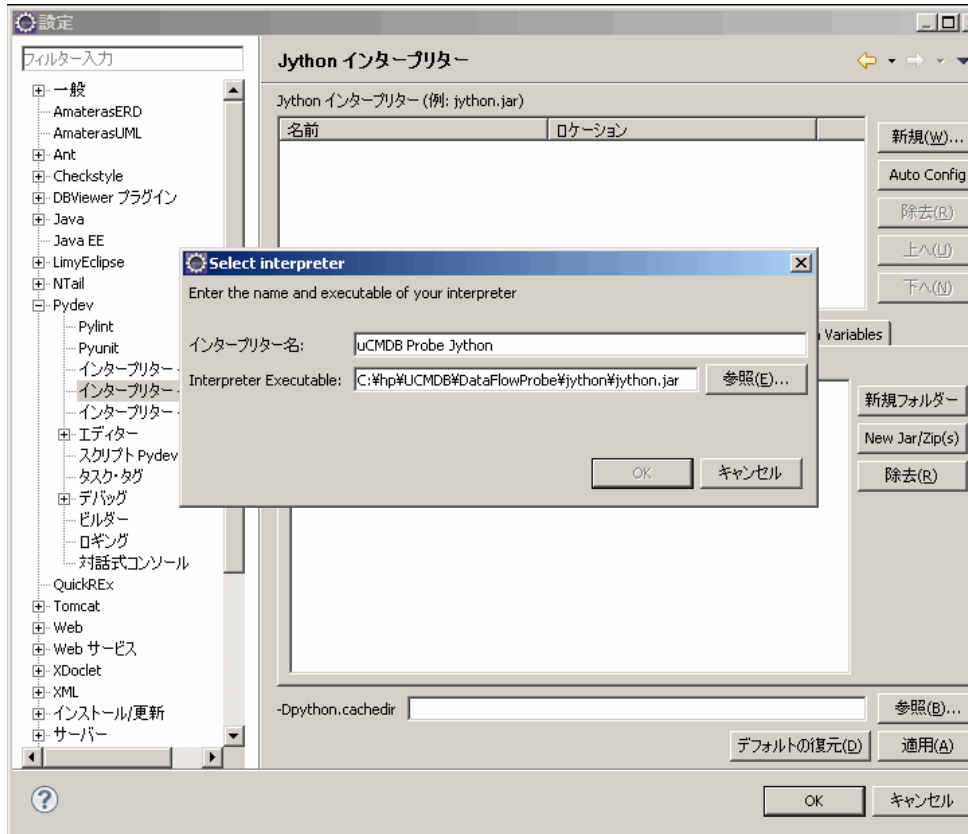 設定
フィルター入力
一般
AmaterasERD
AmaterasUML
Ant
Checkstyle
DBViewer プラグイン
Java
Java EE
LimyEclipse
NTail
Pydev
Pylint
Pyunit
インタープリター
インタープリター
インタープリター
エディター
スクリプト Pydev
タスク・タグ
デバッグ
ビルダー
ロギング
対話式コンソール
QuickREx
Tomcat
Web
Web サービス
XDoclet
XML
インストール/更新
サーバー
Jython インタープリター
Jython インタープリター (例: jython.jar)
名前 ロケーション
新規(W)...
Auto Config
除去(R)
上へ(U)
下へ(N)
Variables
新規フォルダー
New Jar/Zip(s)
除去(R)
Select interpreter
Enter the name and executable of your interpreter
インタープリター名: uCMDB Probe Jython
Interpreter Executable: C:¥hp¥UCMDB¥DataFlowProbe¥jython¥jython.jar 参照(E)...
OK キャンセル
-Dpython.cachedir 参照(B)...
デフォルトの復元(D) 適用(A)
OK キャンセル